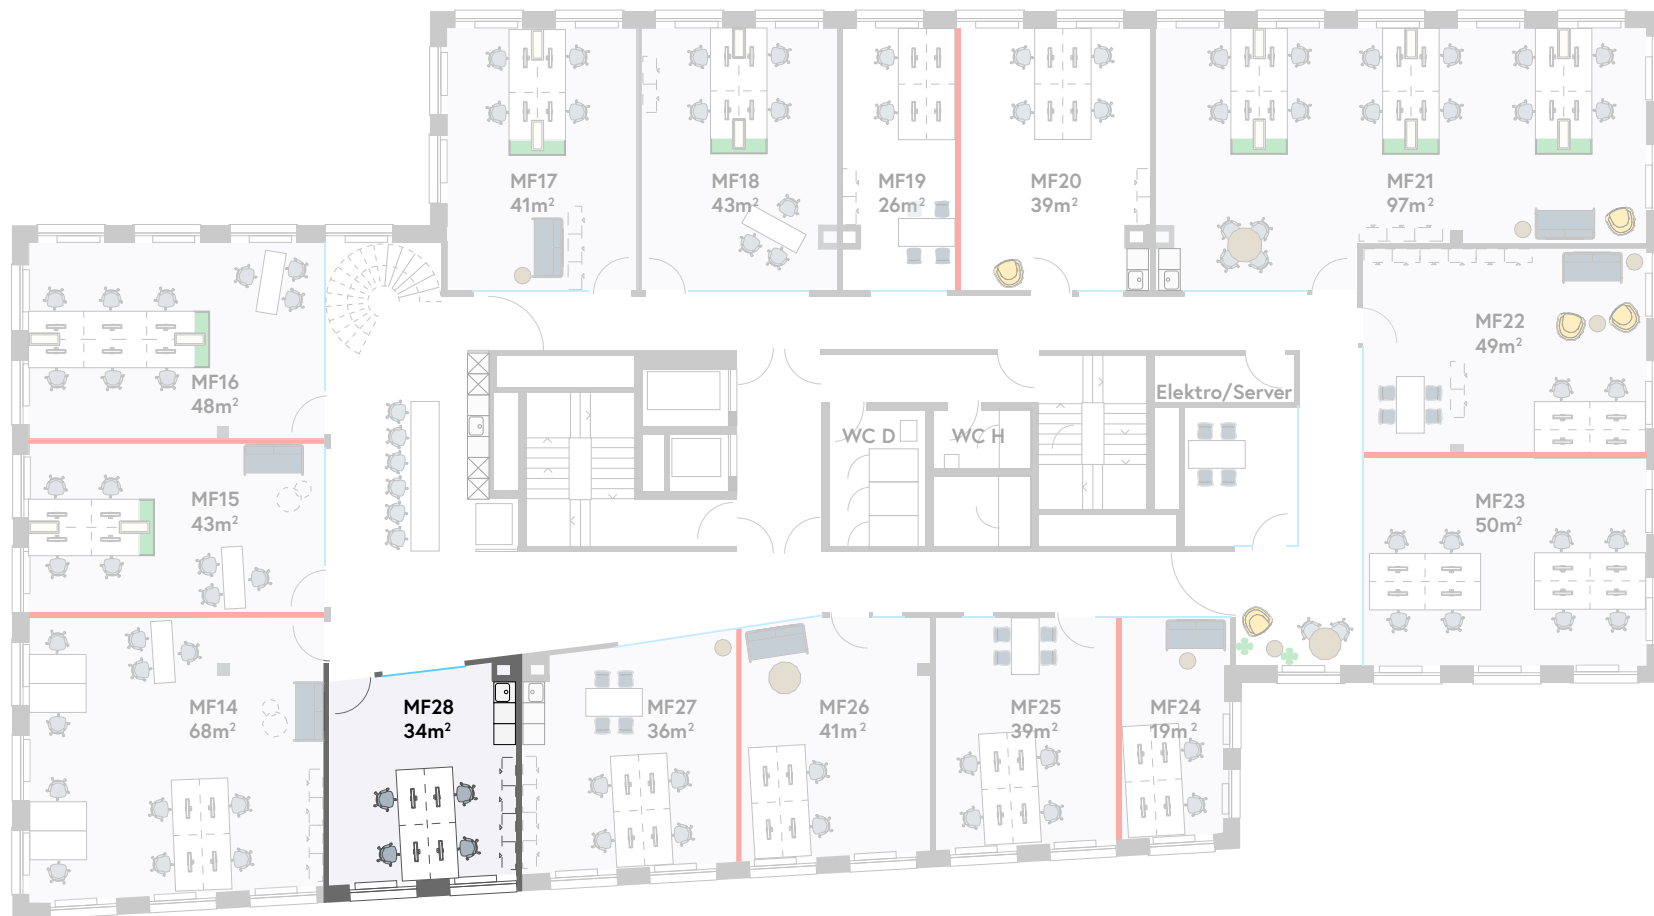 MF17
41m²
MF18
43m²
MF19
26m²
MF20
39m²
MF21
97m²
MF22
49m²
MF16
48m²
Elektro/Server
WC D
WC H
MF15
43m²
MF23
50m²
MF14
68m²
MF28
34m²
MF27
36m²
MF26
41m²
MF25
39m²
MF24
19m²